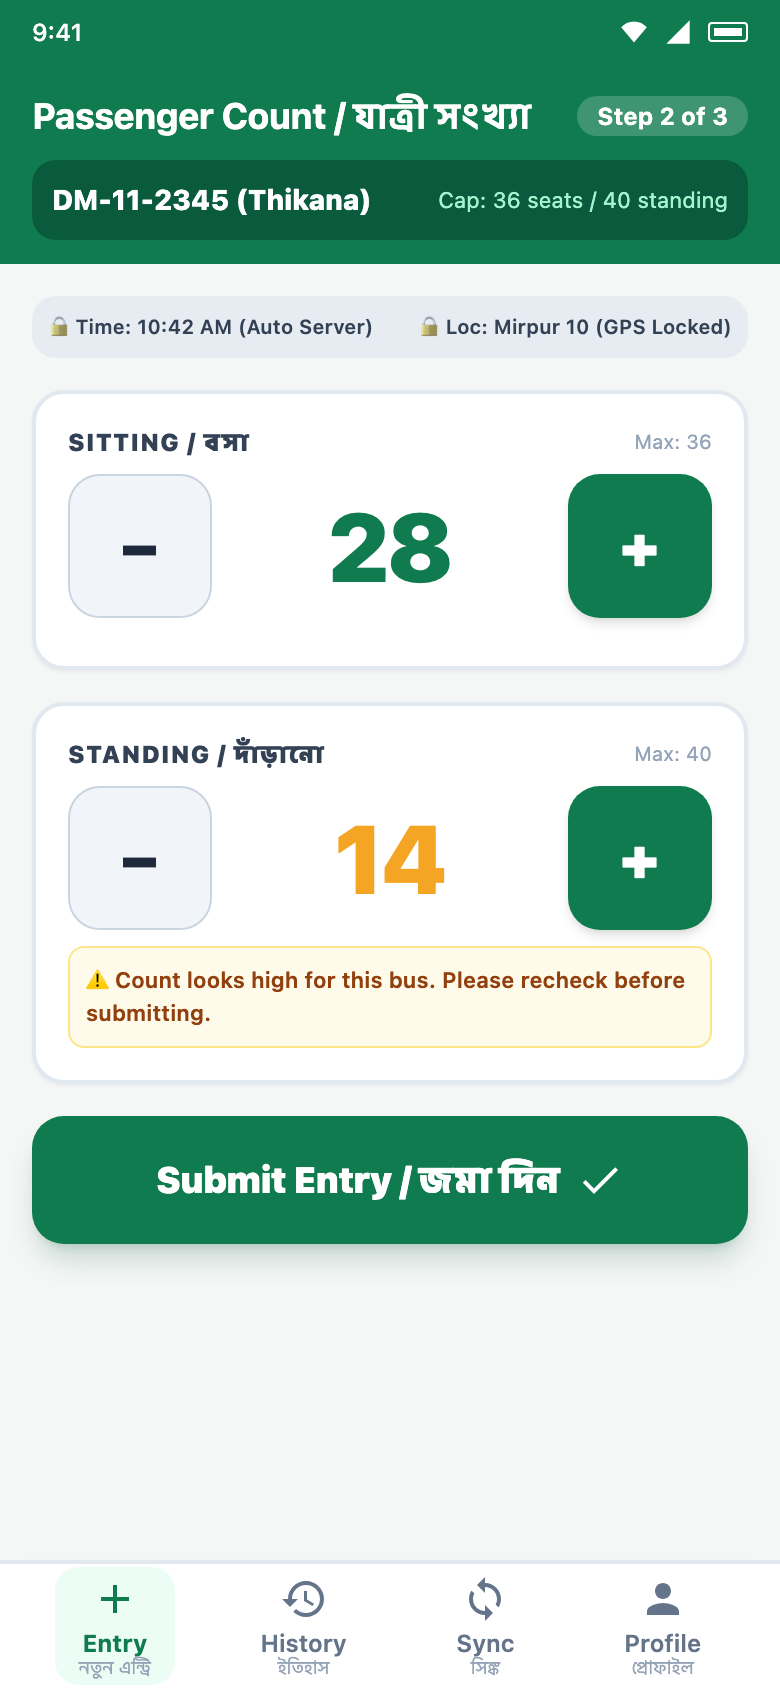 9:41
Passenger Count / যাত্রী সংখ্যা
Step 2 of 3
DM-11-2345 (Thikana)
Cap: 36 seats / 40 standing
🔒 Time: 10:42 AM (Auto Server)
🔒 Loc: Mirpur 10 (GPS Locked)
SITTING / বসা
Max: 36
− 28 +
STANDING / দাঁড়ানো
Max: 40
− 14 +
⚠️ Count looks high for this bus. Please recheck before
submitting.
Submit Entry / জমা দিন ✓
Entry
নতুন এন্ট্রি
History
ইতিহাস
Sync
সিঙ্ক
Profile
প্রোফাইল